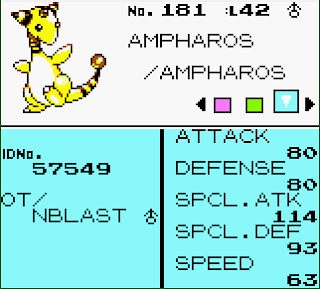 No. 181 :L42 ♂
AMPHAROS
/AMPHAROS
IDNo.
57549
OT/
NBLAST ♂
ATTACK
80
DEFENSE
80
SPCL.ATK
114
SPCL.DEF
93
SPEED
63